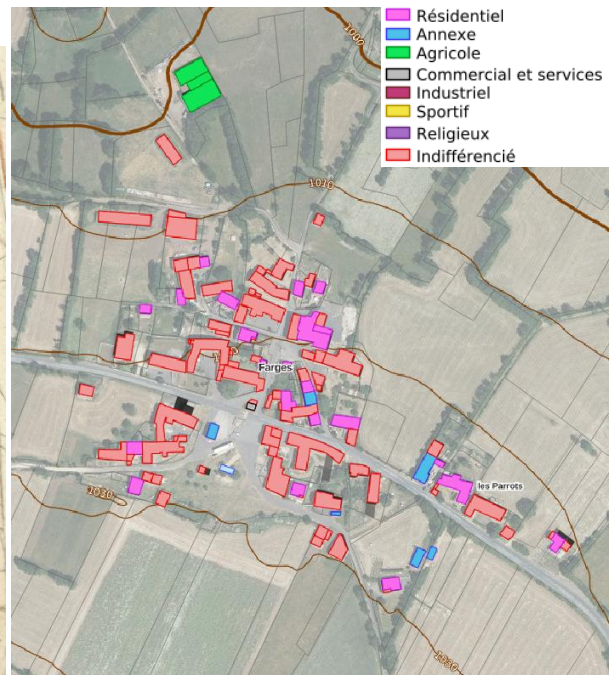 Résidentiel
Annexe
Agricole
Commercial et services
Industriel
Sportif
Religieux
Indifférencié
1000
1010
Farges
les Parrots
1020
1020